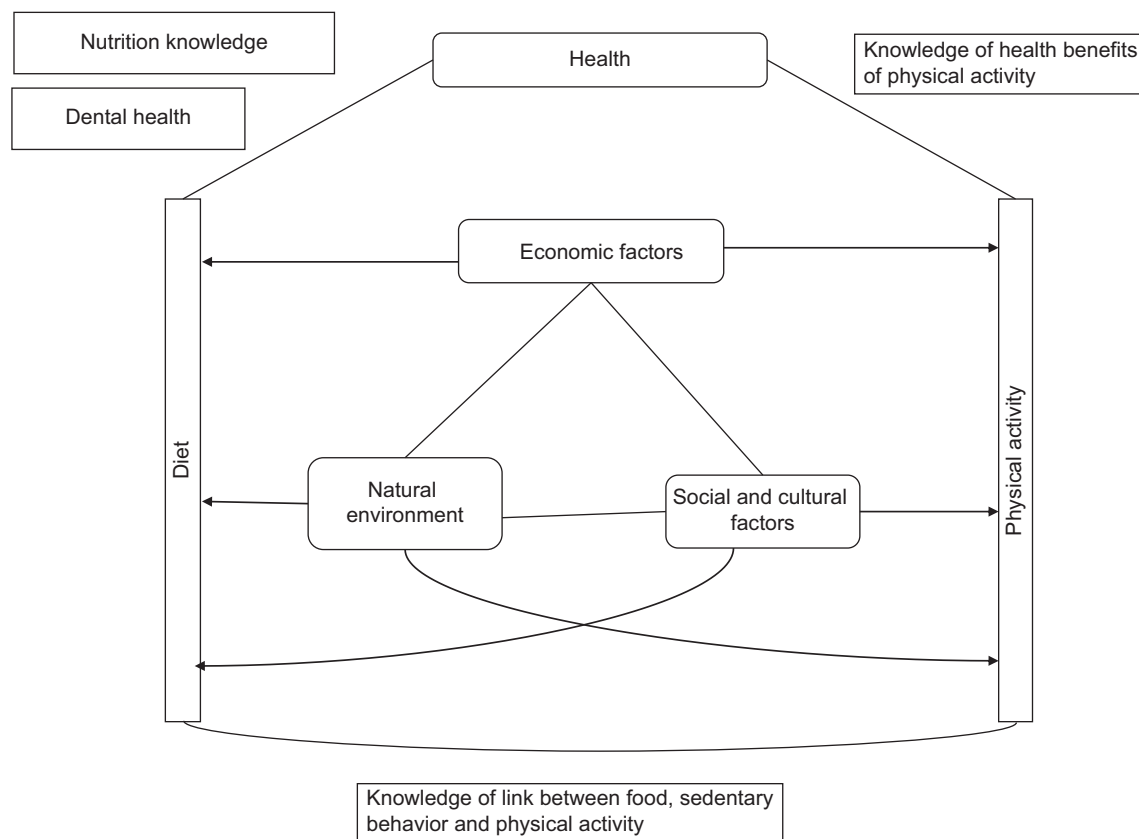 Nutrition knowledge
Health
Knowledge of health benefits
of physical activity
Dental health
Economic factors
Diet
Natural
environment
Social and cultural
factors
Physical activity
Knowledge of link between food, sedentary
behavior and physical activity